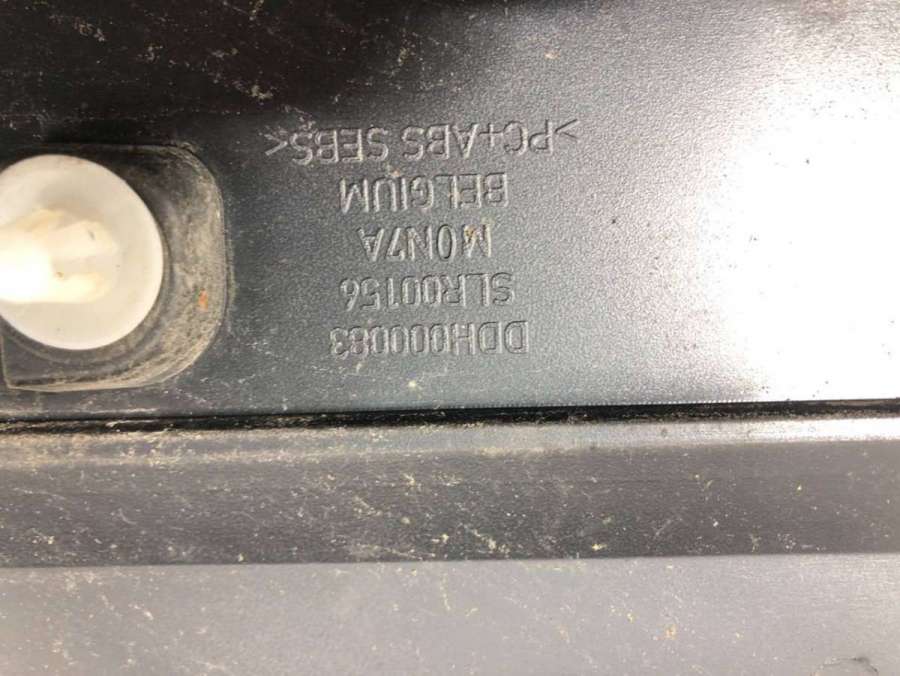 DDH000083
SLR00156
M0N7A
BELGIUM
>PC+ABS SEBS<